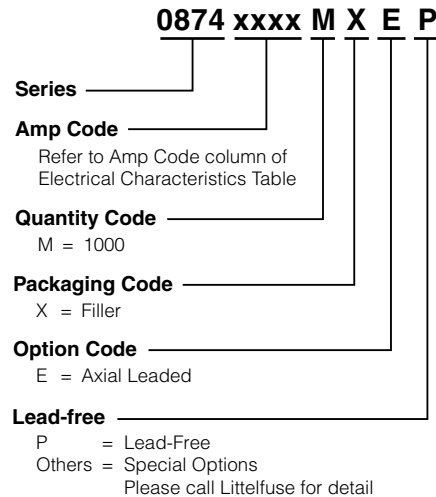 0874 xxxx M X E P
Series
Amp Code
Refer to Amp Code column of
Electrical Characteristics Table
Quantity Code
M = 1000
Packaging Code
X = Filler
Option Code
E = Axial Leaded
Lead-free
P = Lead-Free
Others = Special Options
Please call Littelfuse for detail